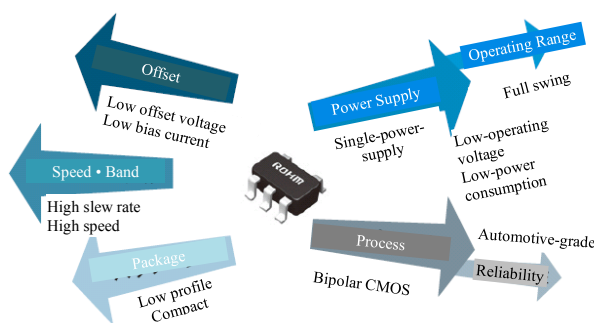 Offset
Low offset voltage
Low bias current
Speed • Band
High slew rate
High speed
Package
Low profile
Compact
ROHM
Operating Range
Full swing
Power Supply
Single-power-
supply
Low-operating
voltage
Low-power
consumption
Process
Bipolar CMOS
Automotive-grade
Reliability